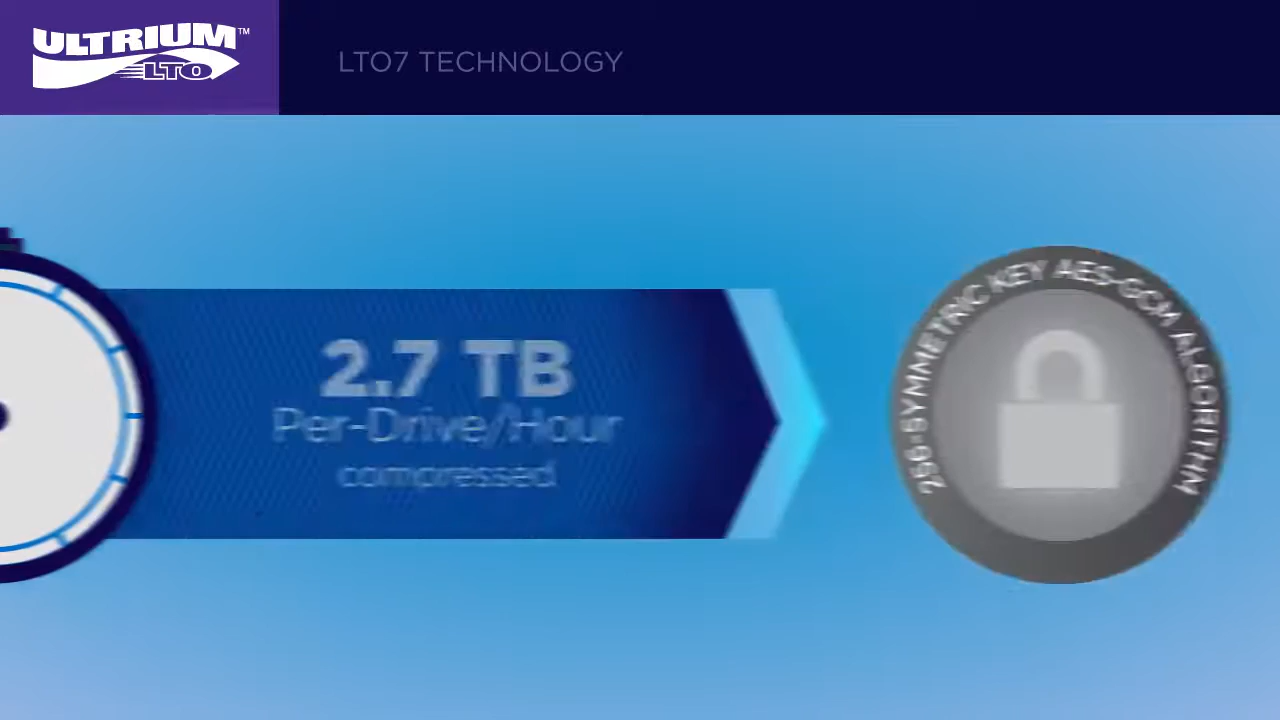 ULTRIUM™
LTO
LTO7 TECHNOLOGY
2.7 TB
Per-Drive/Hour
compressed
256-SYMMETRIC KEY AES-GCM ALGORITHM